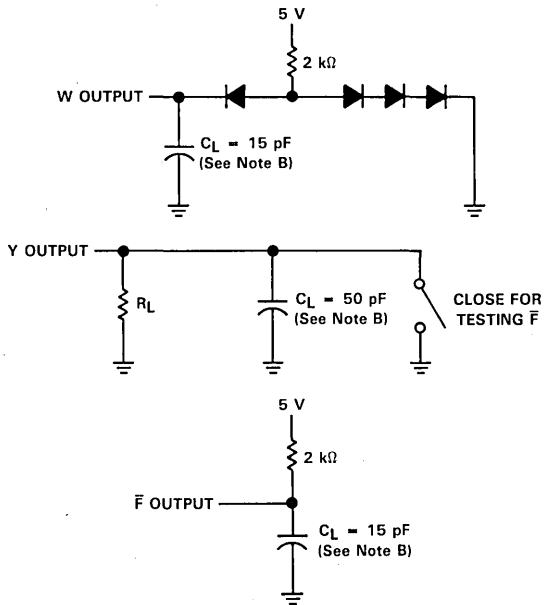 5 V
2 kΩ
W OUTPUT
C_L = 15 pF
(See Note B)
Y OUTPUT
R_L
C_L = 50 pF
(See Note B)
CLOSE FOR
TESTING F̅
5 V
2 kΩ
F̅ OUTPUT
C_L = 15 pF
(See Note B)